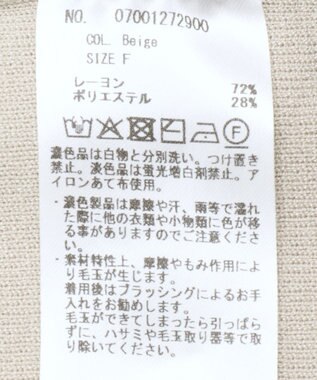 NO. 07001272900
COL. Beige
SIZE F
レーヨン 72%
ポリエステル 28%
濃色品は白物と分別洗い。つけ置き
禁止。淡色品は蛍光増白剤禁止。ア
イロンあて布使用。
・濃色製品は摩擦や汗、雨等で濡れ
た際に他の衣類や小物類に色が移
る事がありますのでご注意くださ
い。
・素材特性上、摩擦やもみ作用によ
り毛玉が生じます。
着用後はブラッシングによるお手
入れをお勧めします。
毛玉ができてしまったら引っぱら
ずに、ハサミや毛玉取り器等で取
り除いてください。